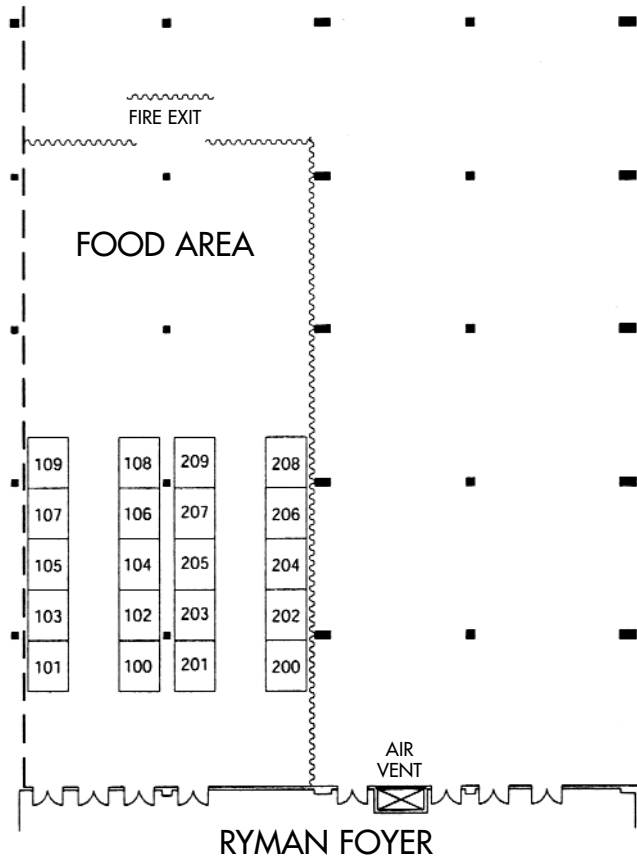 FIRE EXIT
FOOD AREA
109 108 209 208
107 106 207 206
105 104 205 204
103 102 203 202
101 100 201 200
AIR
VENT
RYMAN FOYER